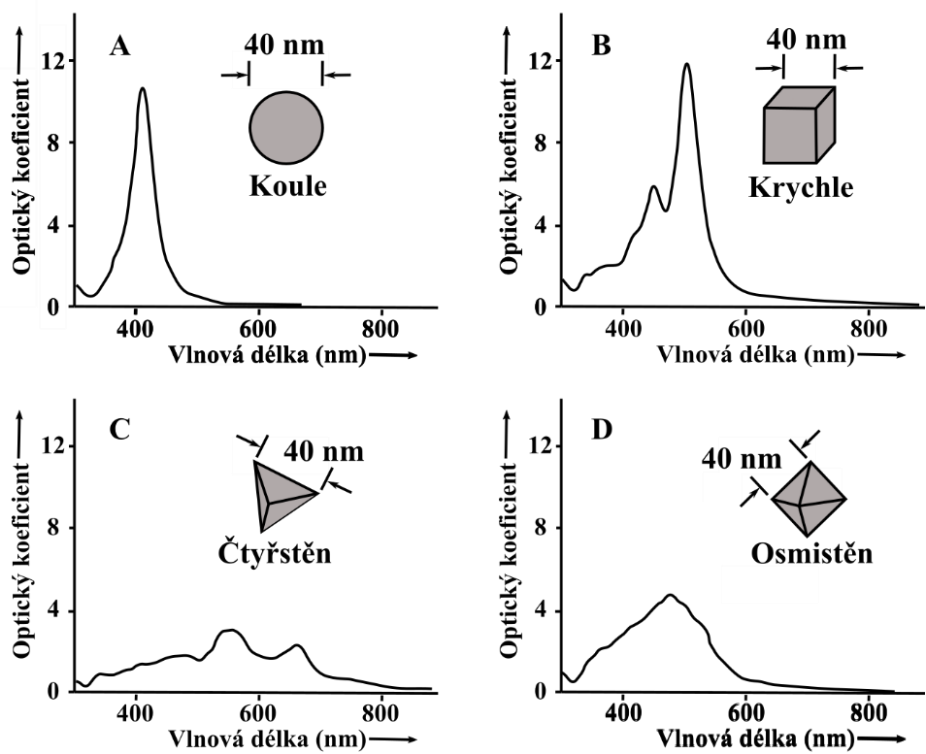 A
40 nm
Koule
Optický koeficient
12
8
4
0
400
600
800
Vlnová délka (nm)
B
40 nm
Krychle
Optický koeficient
12
8
4
0
400
600
800
Vlnová délka (nm)
C
40 nm
Čtyřstěn
Optický koeficient
12
8
4
0
400
600
800
Vlnová délka (nm)
D
40 nm
Osmistěn
Optický koeficient
12
8
4
0
400
600
800
Vlnová délka (nm)